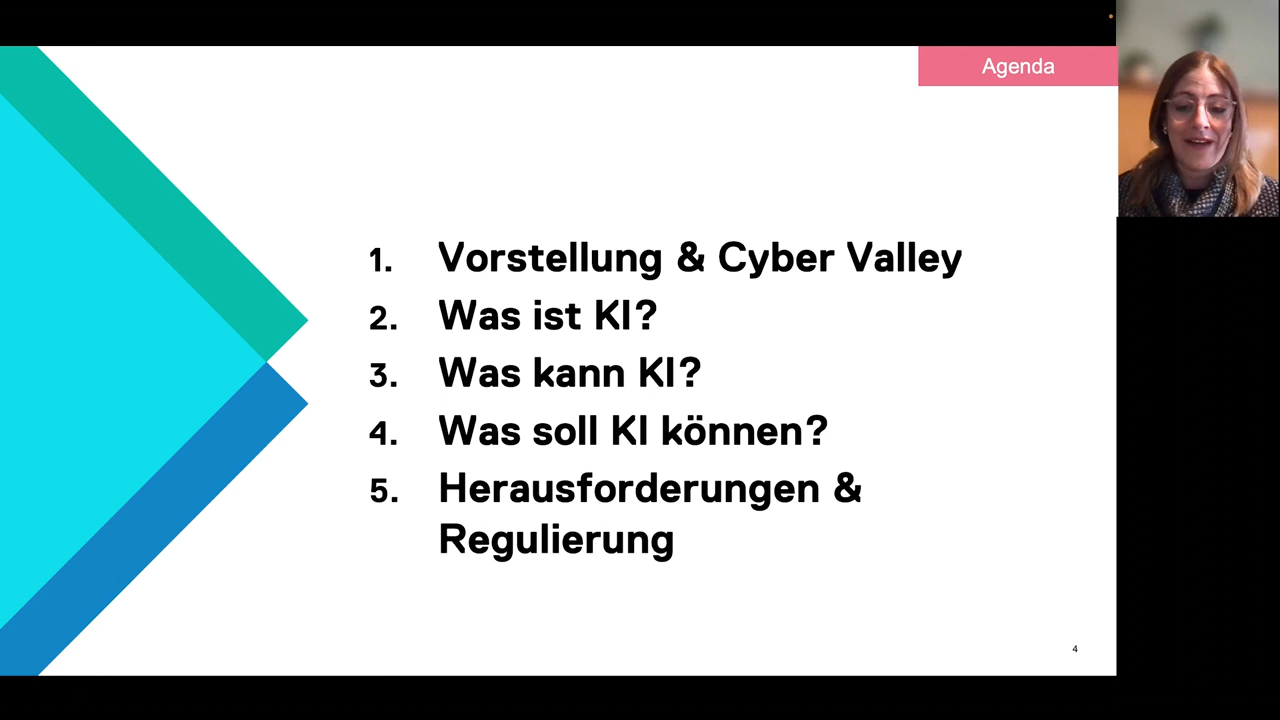 Agenda
1. Vorstellung & Cyber Valley
2. Was ist KI?
3. Was kann KI?
4. Was soll KI können?
5. Herausforderungen &
Regulierung
4